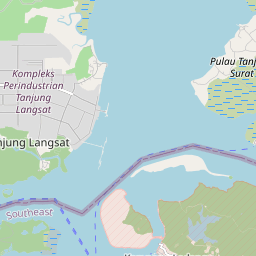 Kompleks
Perindustrian
Tanjung
Langsat
Pulau Tanj
Surat
njung Langsat
Southeast